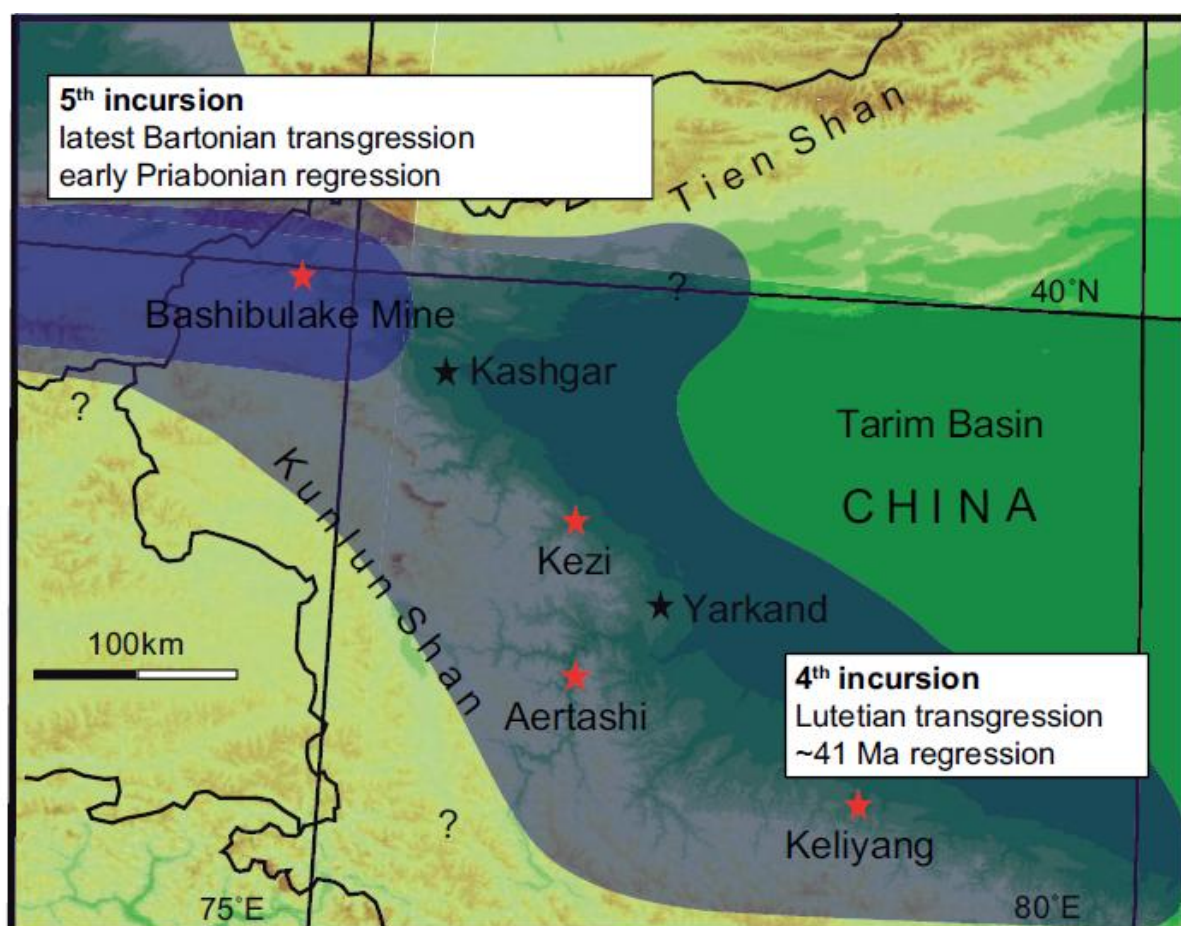 5th incursion
latest Bartonian transgression
early Priabonian regression
Tien Shan
?
40°N
Bashibulake Mine
Kashgar
?
Tarim Basin
CHINA
Kunlun Shan
Kezi
Yarkand
100km
4th incursion
Lutetian transgression
~41 Ma regression
Aertashi
?
Keliyang
75°E
80°E